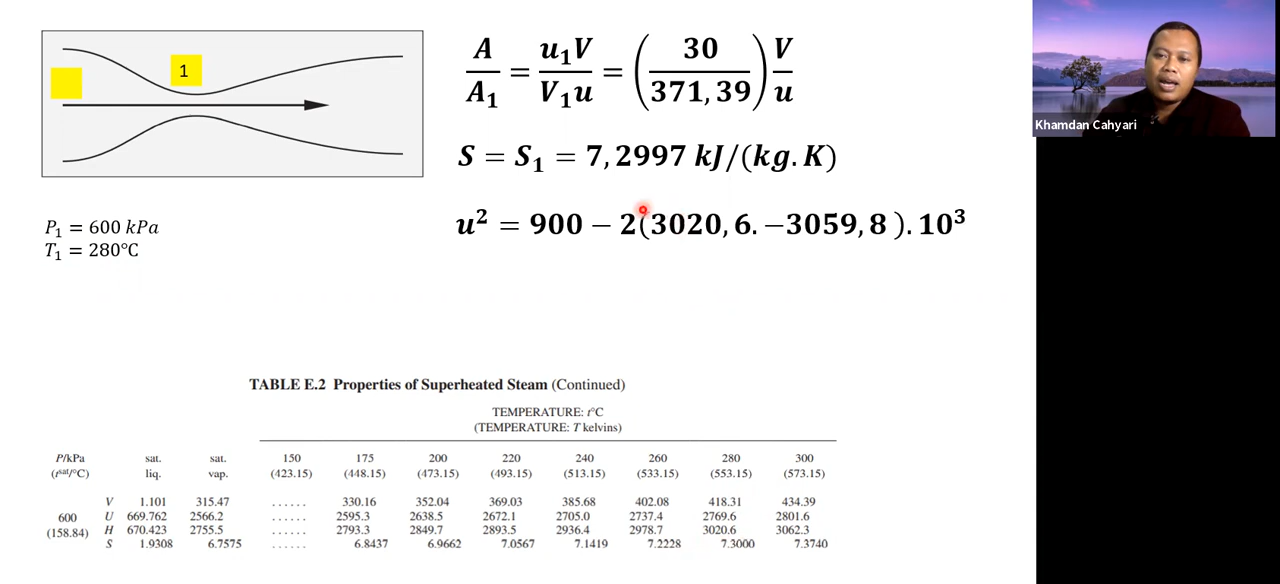 1
A/A₁ = u₁V/V₁u = (30/371,39) V/u
S = S₁ = 7,2997 kJ/(kg.K)
u² = 900 − 2(3020,6.−3059,8 ).10³
P₁ = 600 kPa
T₁ = 280°C
Khamdan Cahyari
TABLE E.2 Properties of Superheated Steam (Continued)
TEMPERATURE: t°C
(TEMPERATURE: T kelvins)
P/kPa sat. sat. 150 175 200 220 240 260 280 300
(tsat/°C) liq. vap. (423.15) (448.15) (473.15) (493.15) (513.15) (533.15) (553.15) (573.15)
V 1.101 315.47 ...... 330.16 352.04 369.03 385.68 402.08 418.31 434.39
600 U 669.762 2566.2 ...... 2595.3 2638.5 2672.1 2705.0 2737.4 2769.6 2801.6
(158.84) H 670.423 2755.5 ...... 2793.3 2849.7 2893.5 2936.4 2978.7 3020.6 3062.3
S 1.9308 6.7575 ...... 6.8437 6.9662 7.0567 7.1419 7.2228 7.3000 7.3740